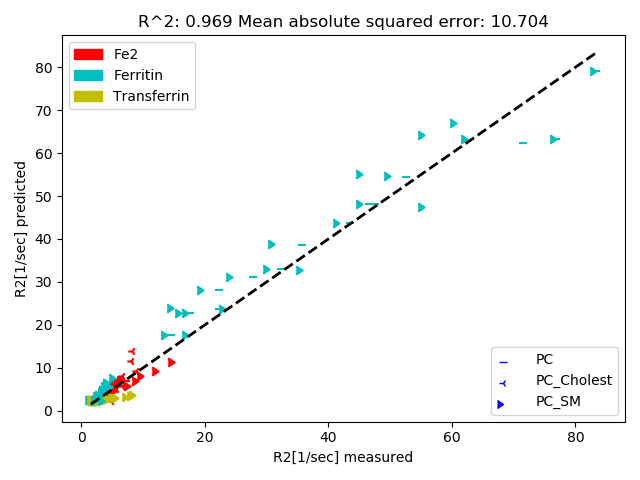 R^2: 0.969 Mean absolute squared error: 10.704
Fe2
Ferritin
Transferrin
80
70
60
50
40
30
20
10
0
R2[1/sec] predicted
PC
PC_Cholest
PC_SM
0
20
40
60
80
R2[1/sec] measured